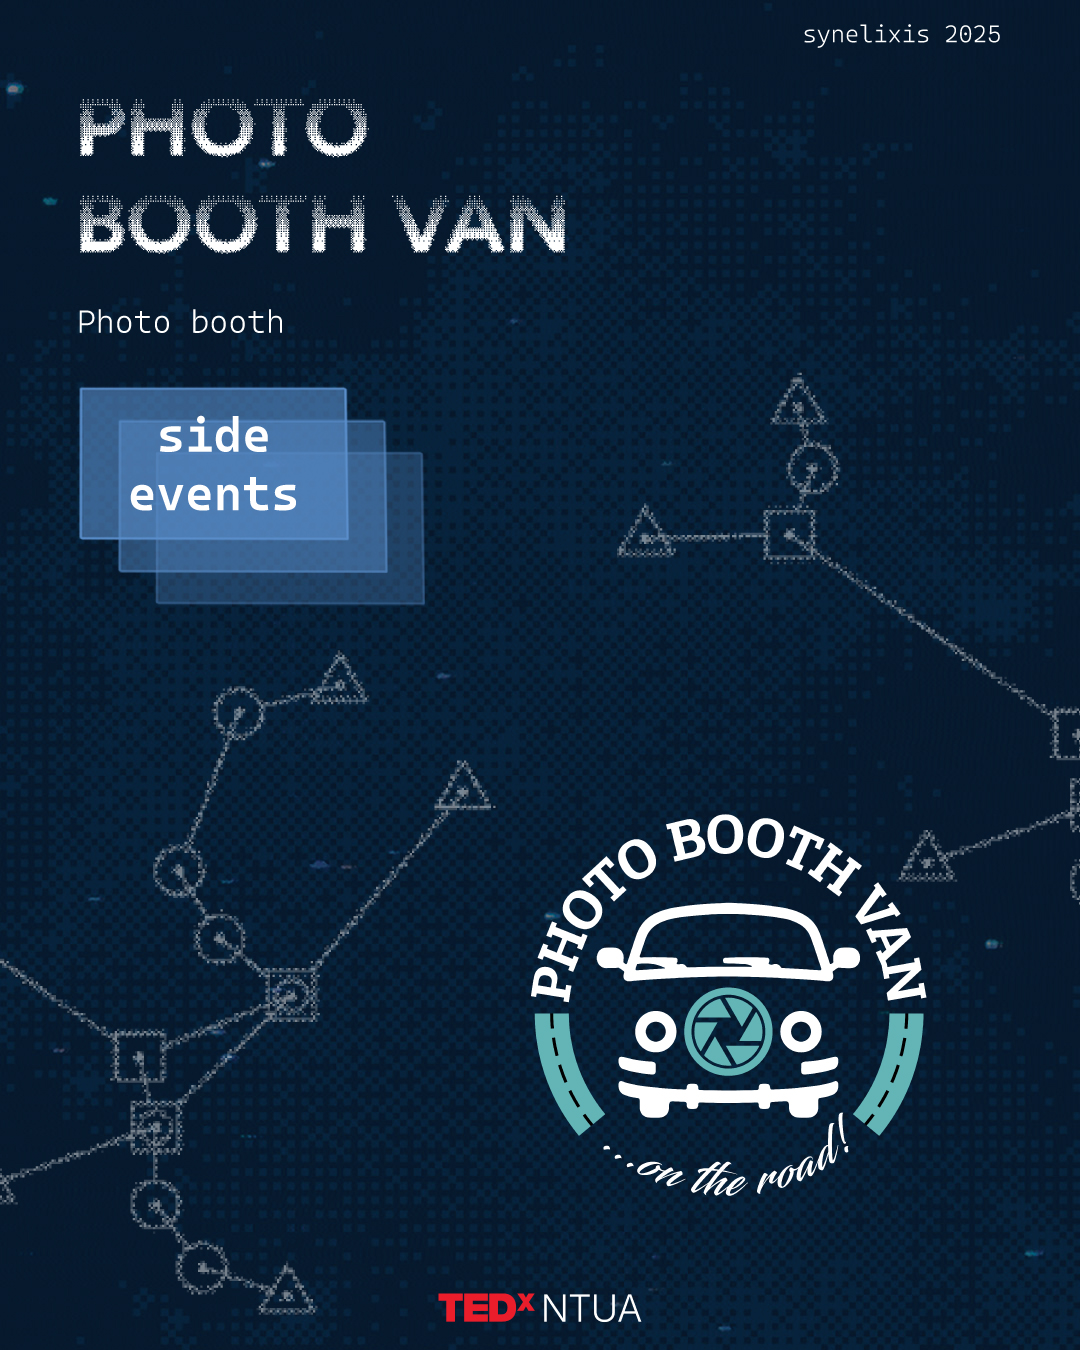 synelixis 2025
PHOTO
BOOTH VAN
Photo booth
side
events
PHOTO BOOTH VAN
...on the road!
TEDx NTUA